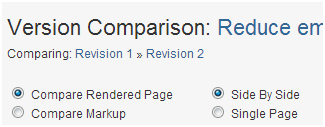 Version Comparison: Reduce em
Comparing: Revision 1 » Revision 2
Compare Rendered Page Side By Side
Compare Markup Single Page